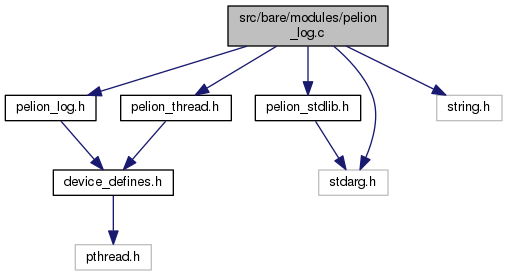 src/bare/modules/pelion
_log.c
pelion_log.h
pelion_thread.h
pelion_stdlib.h
string.h
device_defines.h
stdarg.h
pthread.h